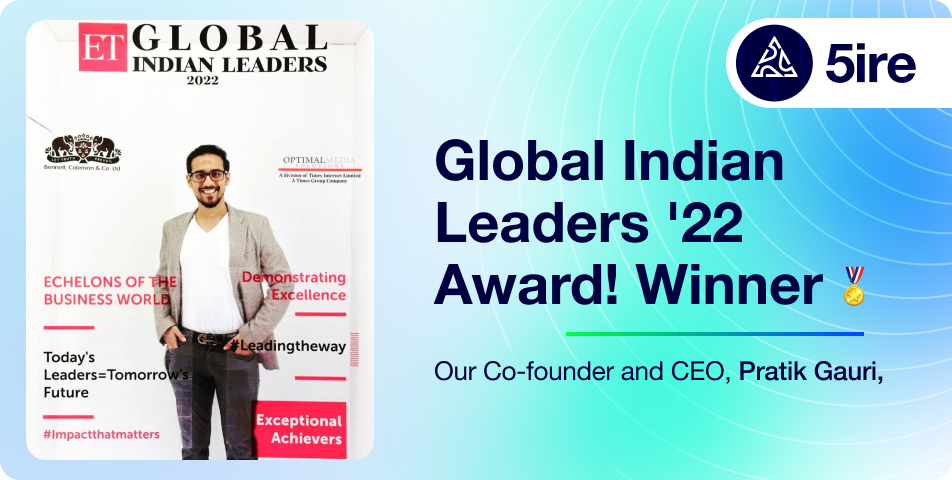 ET GLOBAL
INDIAN LEADERS
2022
Bennett, Coleman & Co. Ltd
OPTIMALMEDIA
SOLUTIONS
A division of Times Internet Limited
A Times Group Company
ECHELONS OF THE
BUSINESS WORLD
Demonstrating
Excellence
#Leadingtheway
Today's
Leaders=Tomorrow's
Future
#Impactthatmatters
Exceptional
Achievers
5ire
Global Indian
Leaders '22
Award! Winner
Our Co-founder and CEO, Pratik Gauri,